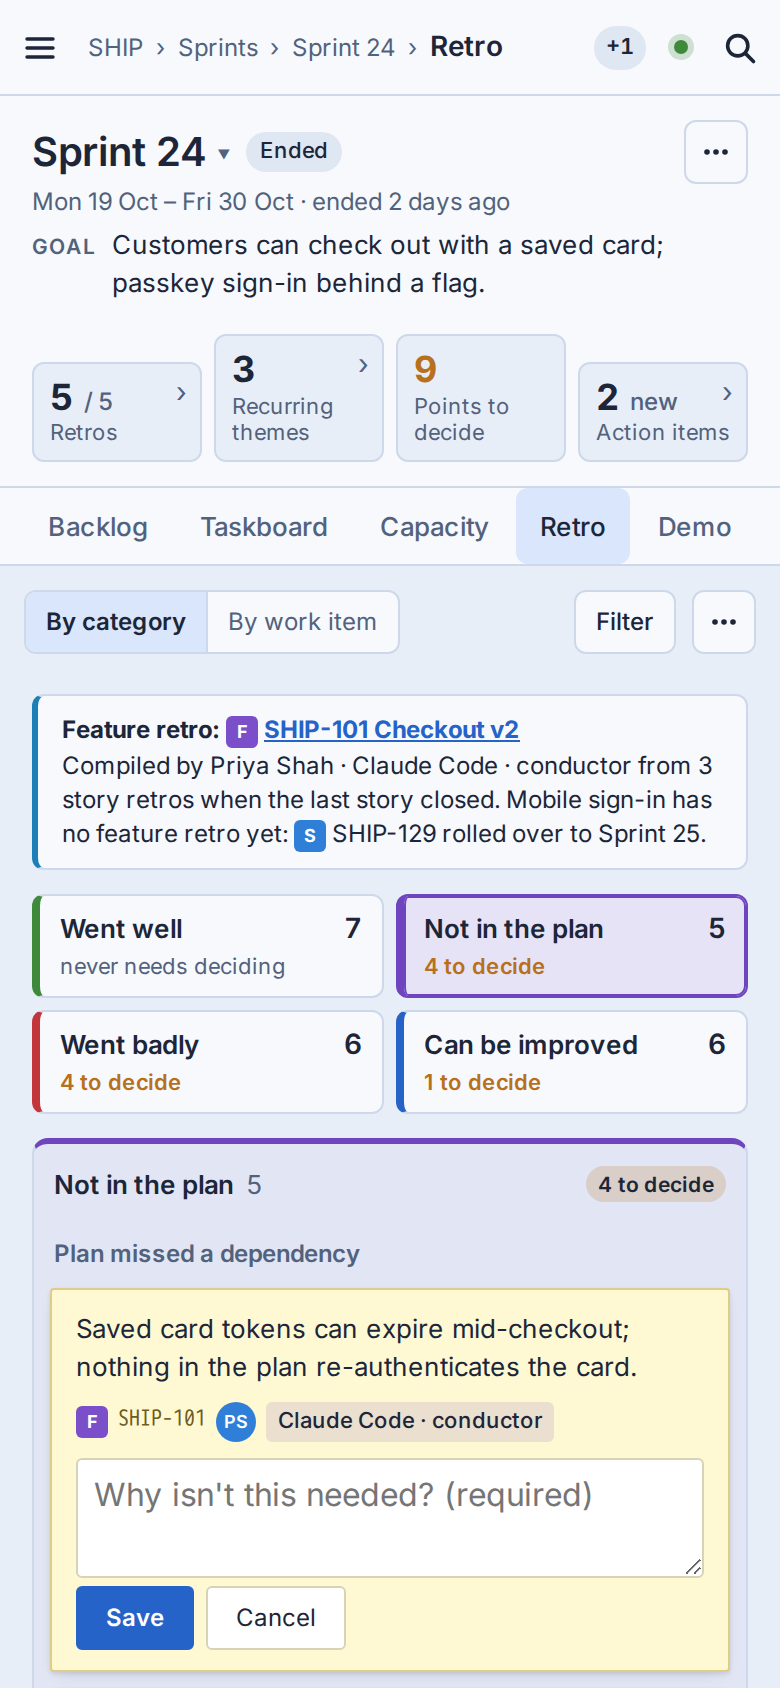 SHIP › Sprints › Sprint 24 › Retro +1
Sprint 24 ▾ Ended •••
Mon 19 Oct – Fri 30 Oct · ended 2 days ago
GOAL Customers can check out with a saved card;
passkey sign-in behind a flag.
5 / 5 ›
Retros
3 ›
Recurring
themes
9
Points to
decide
2 new ›
Action items
Backlog Taskboard Capacity Retro Demo
By category By work item Filter •••
Feature retro: F SHIP-101 Checkout v2
Compiled by Priya Shah · Claude Code · conductor from 3
story retros when the last story closed. Mobile sign-in has
no feature retro yet: S SHIP-129 rolled over to Sprint 25.
Went well 7
never needs deciding
Not in the plan 5
4 to decide
Went badly 6
4 to decide
Can be improved 6
1 to decide
Not in the plan 5 4 to decide
Plan missed a dependency
Saved card tokens can expire mid-checkout;
nothing in the plan re-authenticates the card.
F SHIP-101 PS Claude Code · conductor
Why isn't this needed? (required)
Save Cancel